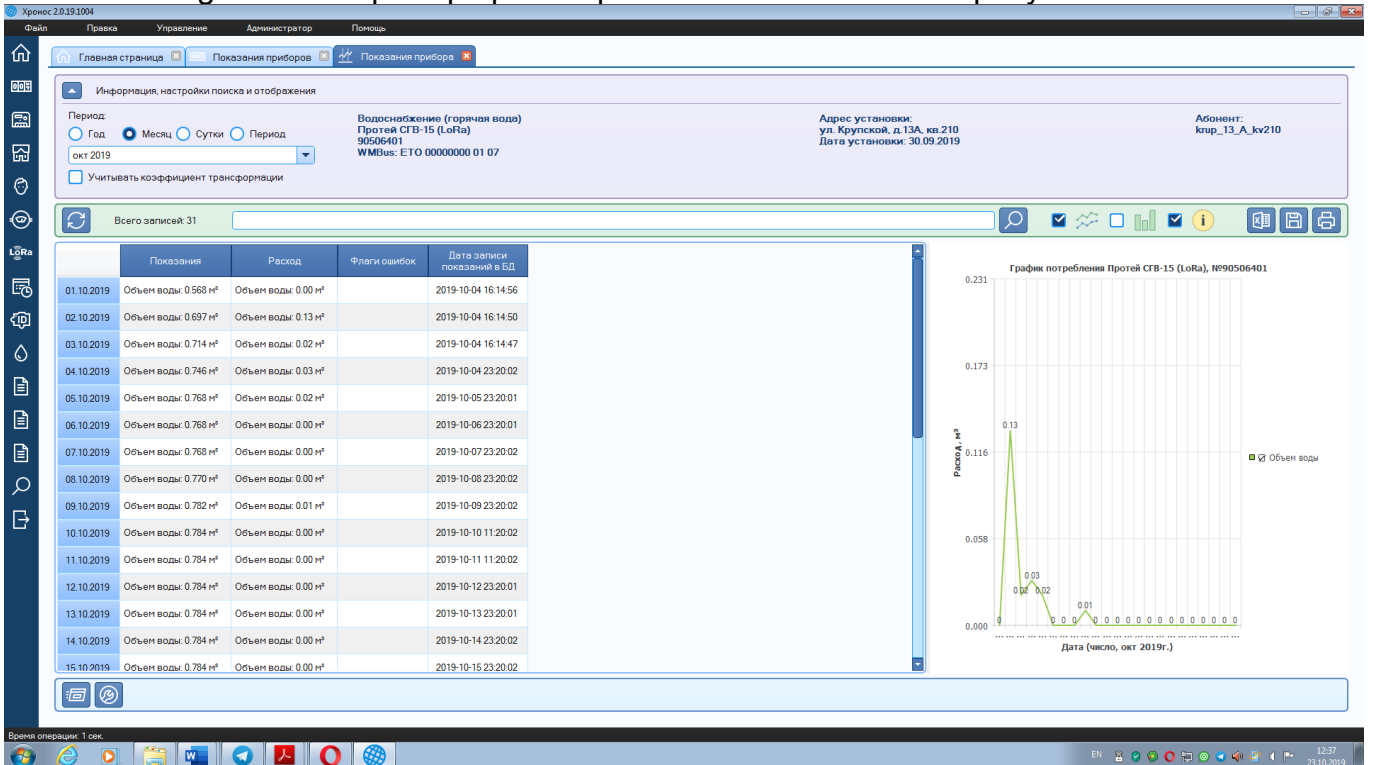 Хронос 2.0.19.1004
Файл Правка Управление Администратор Помощь
Главная страница Показания приборов Показания прибора
Информация, настройки поиска и отображения
Период:
Год Месяц Сутки Период
окт 2019
Учитывать коэффициент трансформации
Водоснабжение (горячая вода)
Протей СГВ-15 (LoRa)
90506401
WMBus: ETO 00000000 01 07
Адрес установки:
ул. Крупской, д.13А, кв.210
Дата установки: 30.09.2019
Абонент:
krup_13_A_kv210
LoRa
ID
Всего записей: 31
Показания Расход Флаги ошибок Дата записи
показаний в БД
01.10.2019 Объем воды: 0.568 м³ Объем воды: 0.00 м³ 2019-10-04 16:14:56
02.10.2019 Объем воды: 0.697 м³ Объем воды: 0.13 м³ 2019-10-04 16:14:50
03.10.2019 Объем воды: 0.714 м³ Объем воды: 0.02 м³ 2019-10-04 16:14:47
04.10.2019 Объем воды: 0.746 м³ Объем воды: 0.03 м³ 2019-10-04 23:20:02
05.10.2019 Объем воды: 0.768 м³ Объем воды: 0.02 м³ 2019-10-05 23:20:01
06.10.2019 Объем воды: 0.768 м³ Объем воды: 0.00 м³ 2019-10-06 23:20:01
07.10.2019 Объем воды: 0.768 м³ Объем воды: 0.00 м³ 2019-10-07 23:20:02
08.10.2019 Объем воды: 0.770 м³ Объем воды: 0.00 м³ 2019-10-08 23:20:02
09.10.2019 Объем воды: 0.782 м³ Объем воды: 0.01 м³ 2019-10-09 23:20:02
10.10.2019 Объем воды: 0.784 м³ Объем воды: 0.00 м³ 2019-10-10 11:20:02
11.10.2019 Объем воды: 0.784 м³ Объем воды: 0.00 м³ 2019-10-11 11:20:02
12.10.2019 Объем воды: 0.784 м³ Объем воды: 0.00 м³ 2019-10-12 23:20:01
13.10.2019 Объем воды: 0.784 м³ Объем воды: 0.00 м³ 2019-10-13 23:20:01
14.10.2019 Объем воды: 0.784 м³ Объем воды: 0.00 м³ 2019-10-14 23:20:02
15.10.2019 Объем воды: 0.784 м³ Объем воды: 0.00 м³ 2019-10-15 23:20:02
График потребления Протей СГВ-15 (LoRa), №90506401
0.231
0.173
0.116
0.058
0.000
Расход, м³
0.13
0.03
0.02 0.02
0.01
0 0 0 0 0 0 0 0 0 0 0 0 0 0 0 0 0 0
... ... ... ... ... ... ... ... ... ... ... ... ... ... ... ... ... ... ... ... ... ... ...
Дата (число, окт 2019г.)
Объем воды
Время операции: 1 сек.
EN
12:37
23.10.2019